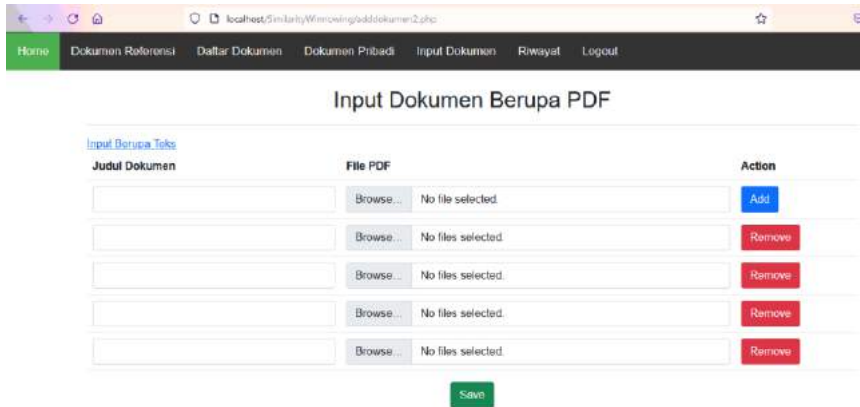 localhost/SimilarityWinnowing/adddokumen2.php
Home Dokumen Referensi Daftar Dokumen Dokumen Pribadi Input Dokumen Riwayat Logout
Input Dokumen Berupa PDF
Input Berupa Teks
Judul Dokumen File PDF Action
Browse... No file selected. Add
Browse... No files selected. Remove
Browse... No files selected. Remove
Browse... No files selected. Remove
Browse... No files selected. Remove
Save